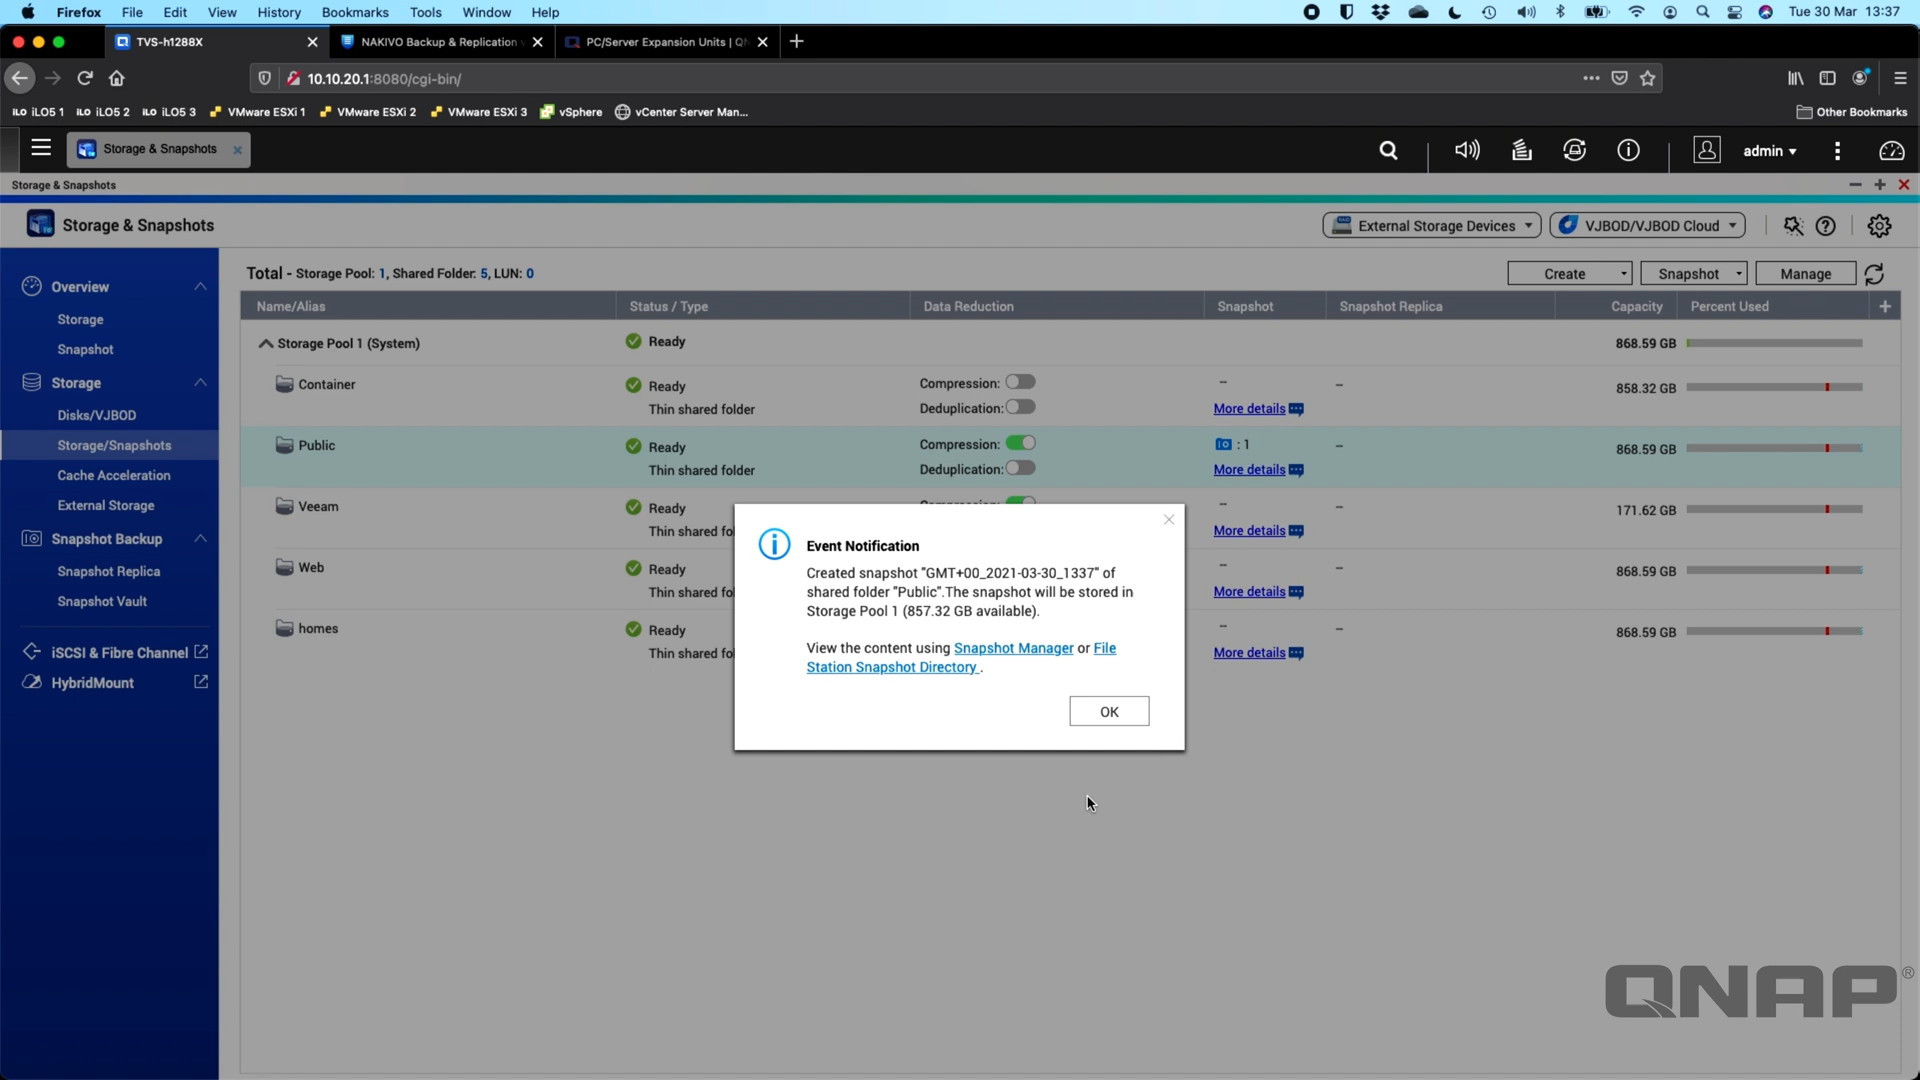 Firefox File Edit View History Bookmarks Tools Window Help Tue 30 Mar 13:37
TVS-h1288X NAKIVO Backup & Replication PC/Server Expansion Units |
10.10.20.1:8080/cgi-bin/
iLO iLO5 1 iLO iLO5 2 iLO iLO5 3 VMware ESXi 1 VMware ESXi 2 VMware ESXi 3 vSphere vCenter Server Man... Other Bookmarks
Storage & Snapshots admin
Storage & Snapshots
Storage & Snapshots External Storage Devices VJBOD/VJBOD Cloud
Overview
Storage
Snapshot
Storage
Disks/VJBOD
Storage/Snapshots
Cache Acceleration
External Storage
Snapshot Backup
Snapshot Replica
Snapshot Vault
iSCSI & Fibre Channel
HybridMount
Total - Storage Pool: 1, Shared Folder: 5, LUN: 0 Create Snapshot Manage
Name/Alias Status / Type Data Reduction Snapshot Snapshot Replica Capacity Percent Used
Storage Pool 1 (System) Ready 868.59 GB
Container Ready Compression: -- -- 858.32 GB
Thin shared folder Deduplication: More details
Public Ready Compression: : 1 -- 868.59 GB
Thin shared folder Deduplication: More details
Veeam Ready -- -- 171.62 GB
Thin shared fo More details
Web Ready -- -- 868.59 GB
Thin shared fo More details
homes Ready -- -- 868.59 GB
Thin shared fo More details
Event Notification
Created snapshot "GMT+00_2021-03-30_1337" of
shared folder "Public".The snapshot will be stored in
Storage Pool 1 (857.32 GB available).
View the content using Snapshot Manager or File
Station Snapshot Directory .
OK
QNAP®